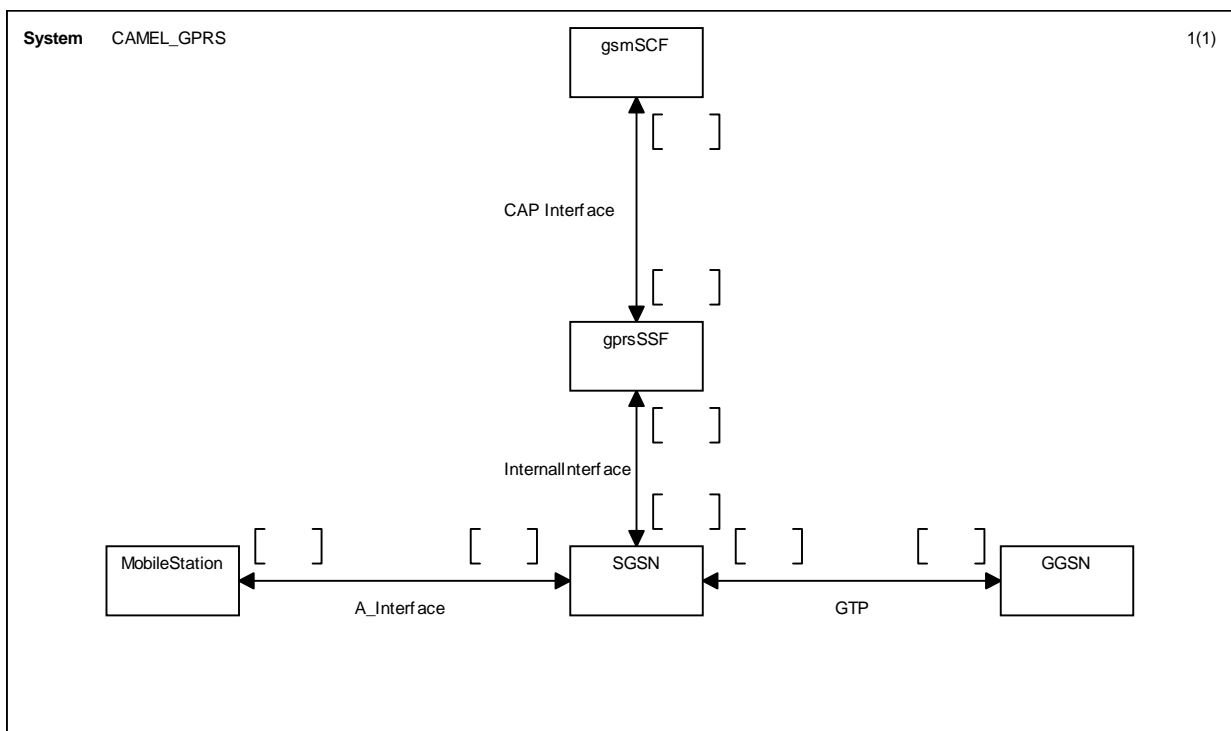 System CAMEL_GPRS
1(1)
gsmSCF
CAP Interface
gprsSSF
InternalInterface
MobileStation
SGSN
GGSN
A_Interface
GTP